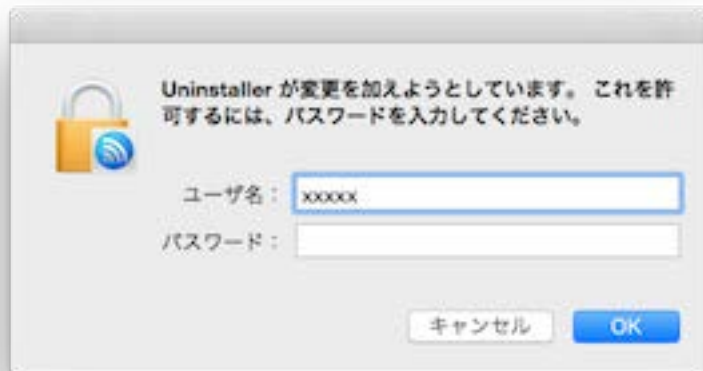 Uninstaller が変更を加えようとしています。 これを許
可するには、パスワードを入力してください。
ユーザ名： xxxxx
パスワード：
キャンセル OK